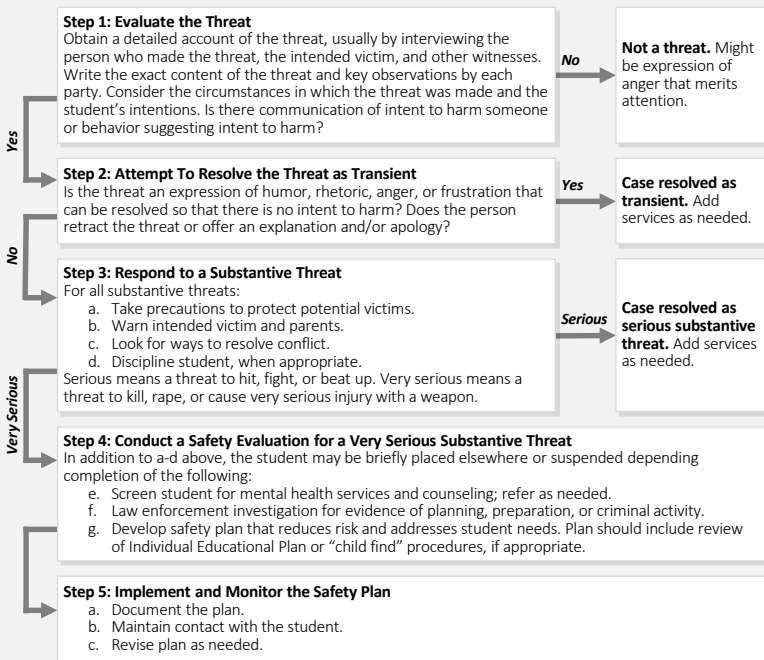 Step 1: Evaluate the Threat
Obtain a detailed account of the threat, usually by interviewing the
person who made the threat, the intended victim, and other witnesses.
Write the exact content of the threat and key observations by each
party. Consider the circumstances in which the threat was made and the
student's intentions. Is there communication of intent to harm someone
or behavior suggesting intent to harm?
No
Not a threat. Might
be expression of
anger that merits
attention.
Yes
Step 2: Attempt To Resolve the Threat as Transient
Is the threat an expression of humor, rhetoric, anger, or frustration that
can be resolved so that there is no intent to harm? Does the person
retract the threat or offer an explanation and/or apology?
Yes
Case resolved as
transient. Add
services as needed.
No
Step 3: Respond to a Substantive Threat
For all substantive threats:
a. Take precautions to protect potential victims.
b. Warn intended victim and parents.
c. Look for ways to resolve conflict.
d. Discipline student, when appropriate.
Serious means a threat to hit, fight, or beat up. Very serious means a
threat to kill, rape, or cause very serious injury with a weapon.
Serious
Case resolved as
serious substantive
threat. Add services
as needed.
Very Serious
Step 4: Conduct a Safety Evaluation for a Very Serious Substantive Threat
In addition to a-d above, the student may be briefly placed elsewhere or suspended depending
completion of the following:
e. Screen student for mental health services and counseling; refer as needed.
f. Law enforcement investigation for evidence of planning, preparation, or criminal activity.
g. Develop safety plan that reduces risk and addresses student needs. Plan should include review
of Individual Educational Plan or "child find" procedures, if appropriate.
Step 5: Implement and Monitor the Safety Plan
a. Document the plan.
b. Maintain contact with the student.
c. Revise plan as needed.